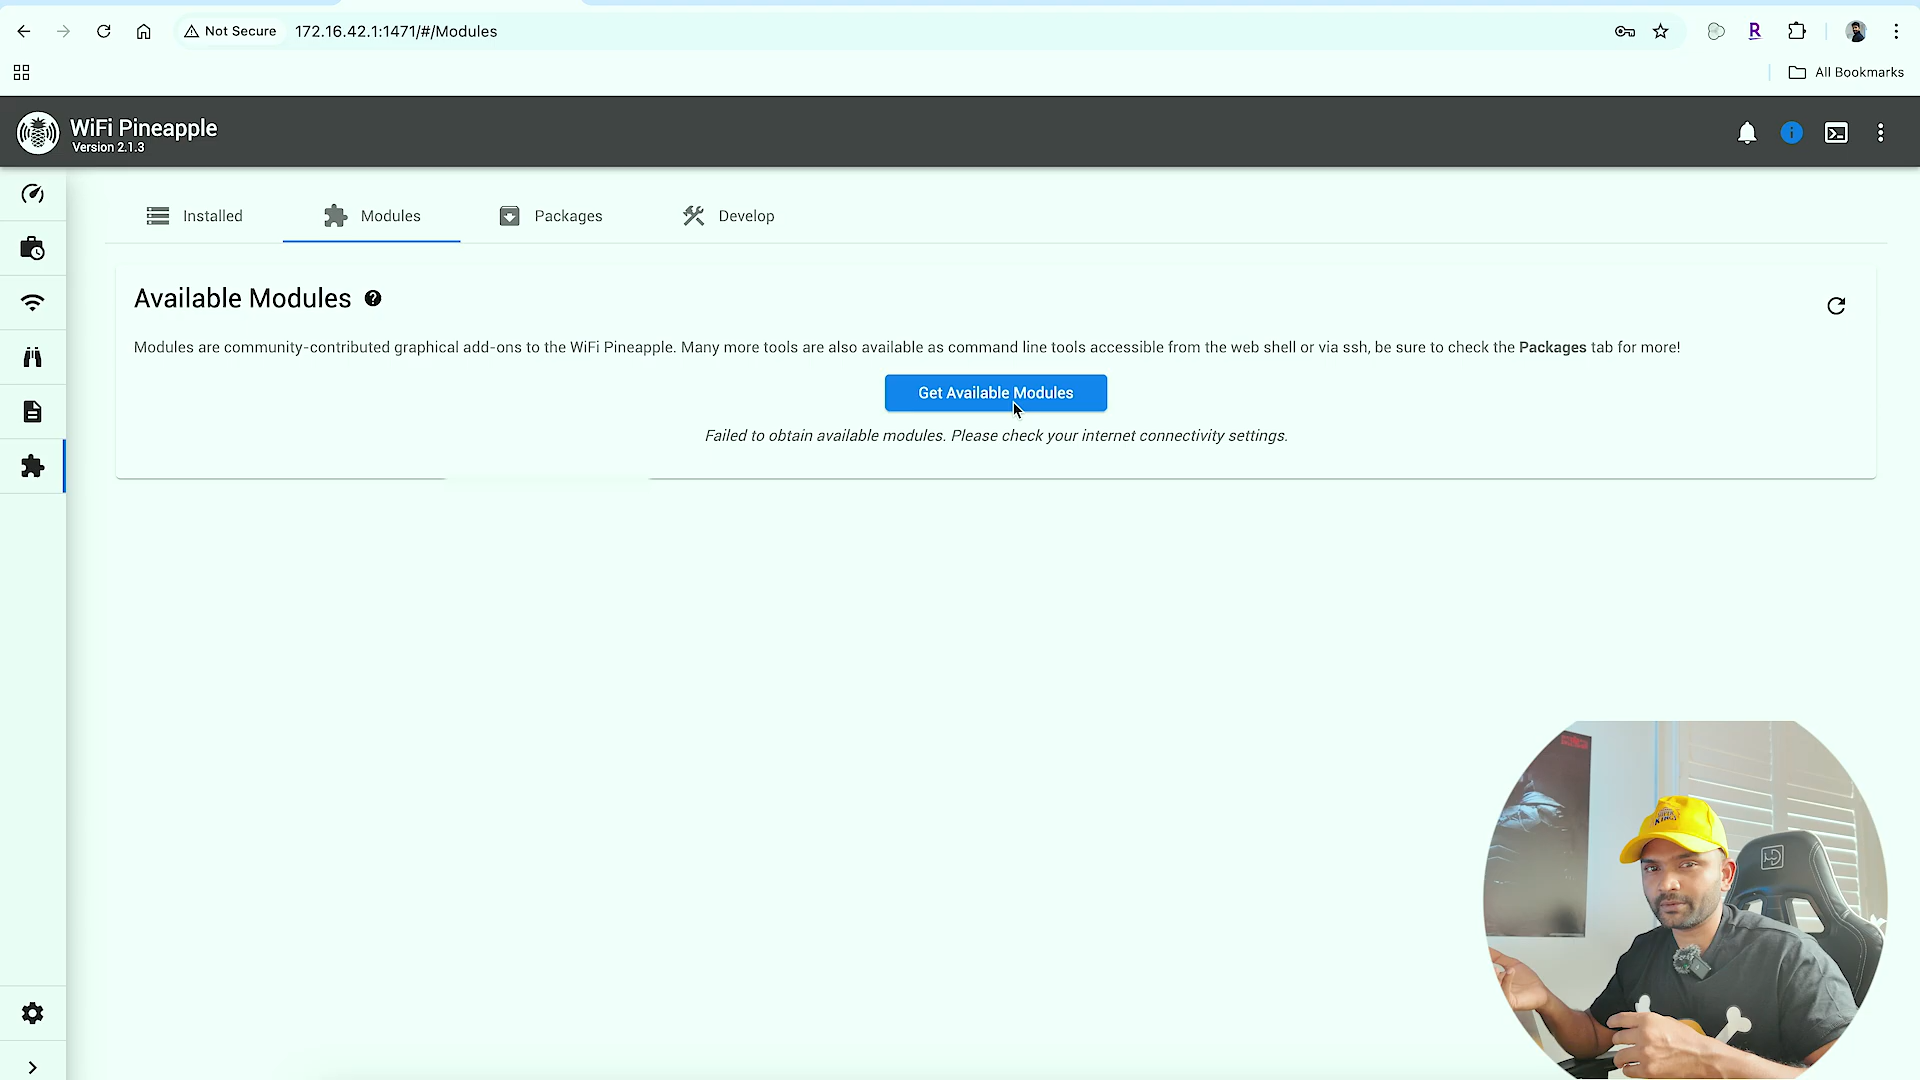 Not Secure
172.16.42.1:1471/#/Modules
R
All Bookmarks
WiFi Pineapple
Version 2.1.3
Installed
Modules
Packages
Develop
Available Modules
Modules are community-contributed graphical add-ons to the WiFi Pineapple. Many more tools are also available as command line tools accessible from the web shell or via ssh, be sure to check the Packages tab for more!
Get Available Modules
Failed to obtain available modules. Please check your internet connectivity settings.
KINGS